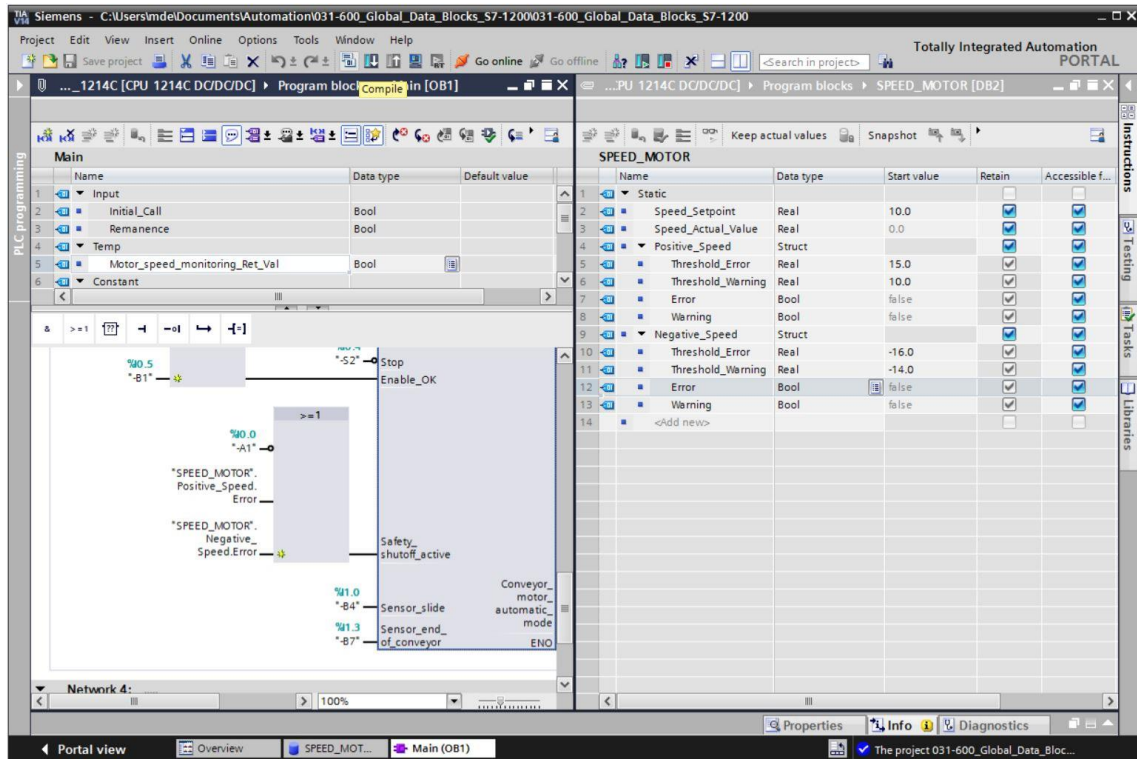 Siemens - C:\Users\mde\Documents\Automation\031-600_Global_Data_Blocks_S7-1200\031-600_Global_Data_Blocks_S7-1200
Project Edit View Insert Online Options Tools Window Help
Totally Integrated Automation
PORTAL
Save project Go online Go offline <Search in project>
..._1214C [CPU 1214C DC/DC/DC] Program bloc Compile in [OB1]
...PU 1214C DC/DC/DC] Program blocks SPEED_MOTOR [DB2]
Keep actual values Snapshot
Main
Name Data type Default value
1 Input
2 Initial_Call Bool
3 Remanence Bool
4 Temp
5 Motor_speed_monitoring_Ret_Val Bool
6 Constant
SPEED_MOTOR
Name Data type Start value Retain Accessible f...
1 Static
2 Speed_Setpoint Real 10.0
3 Speed_Actual_Value Real 0.0
4 Positive_Speed Struct
5 Threshold_Error Real 15.0
6 Threshold_Warning Real 10.0
7 Error Bool false
8 Warning Bool false
9 Negative_Speed Struct
10 Threshold_Error Real -16.0
11 Threshold_Warning Real -14.0
12 Error Bool false
13 Warning Bool false
14 <Add new>
& >=1 ??
"-S2" Stop
%I0.5
"-B1"
Enable_OK
>=1
%I0.0
"-A1"
"SPEED_MOTOR".
Positive_Speed.
Error
"SPEED_MOTOR".
Negative_
Speed.Error
Safety_
shutoff_active
%I1.0
"-B4" Sensor_slide
%I1.3
"-B7" Sensor_end_
of_conveyor
Conveyor_
motor_
automatic_
mode
ENO
Network 4: .....
100%
PLC programming
Instructions
Testing
Tasks
Libraries
Properties Info Diagnostics
Portal view Overview SPEED_MOT... Main (OB1) The project 031-600_Global_Data_Bloc...